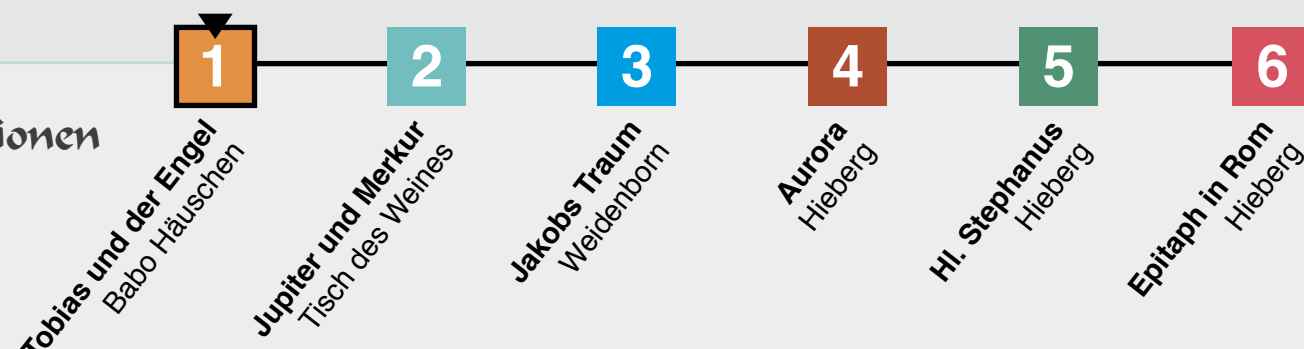 1
2
3
4
5
6
ionen
Tobias und der Engel
Babo Häuschen
Jupiter und Merkur
Tisch des Weines
Jakobs Traum
Weidenborn
Aurora
Hieberg
Hl. Stephanus
Hieberg
Epitaph in Rom
Hieberg